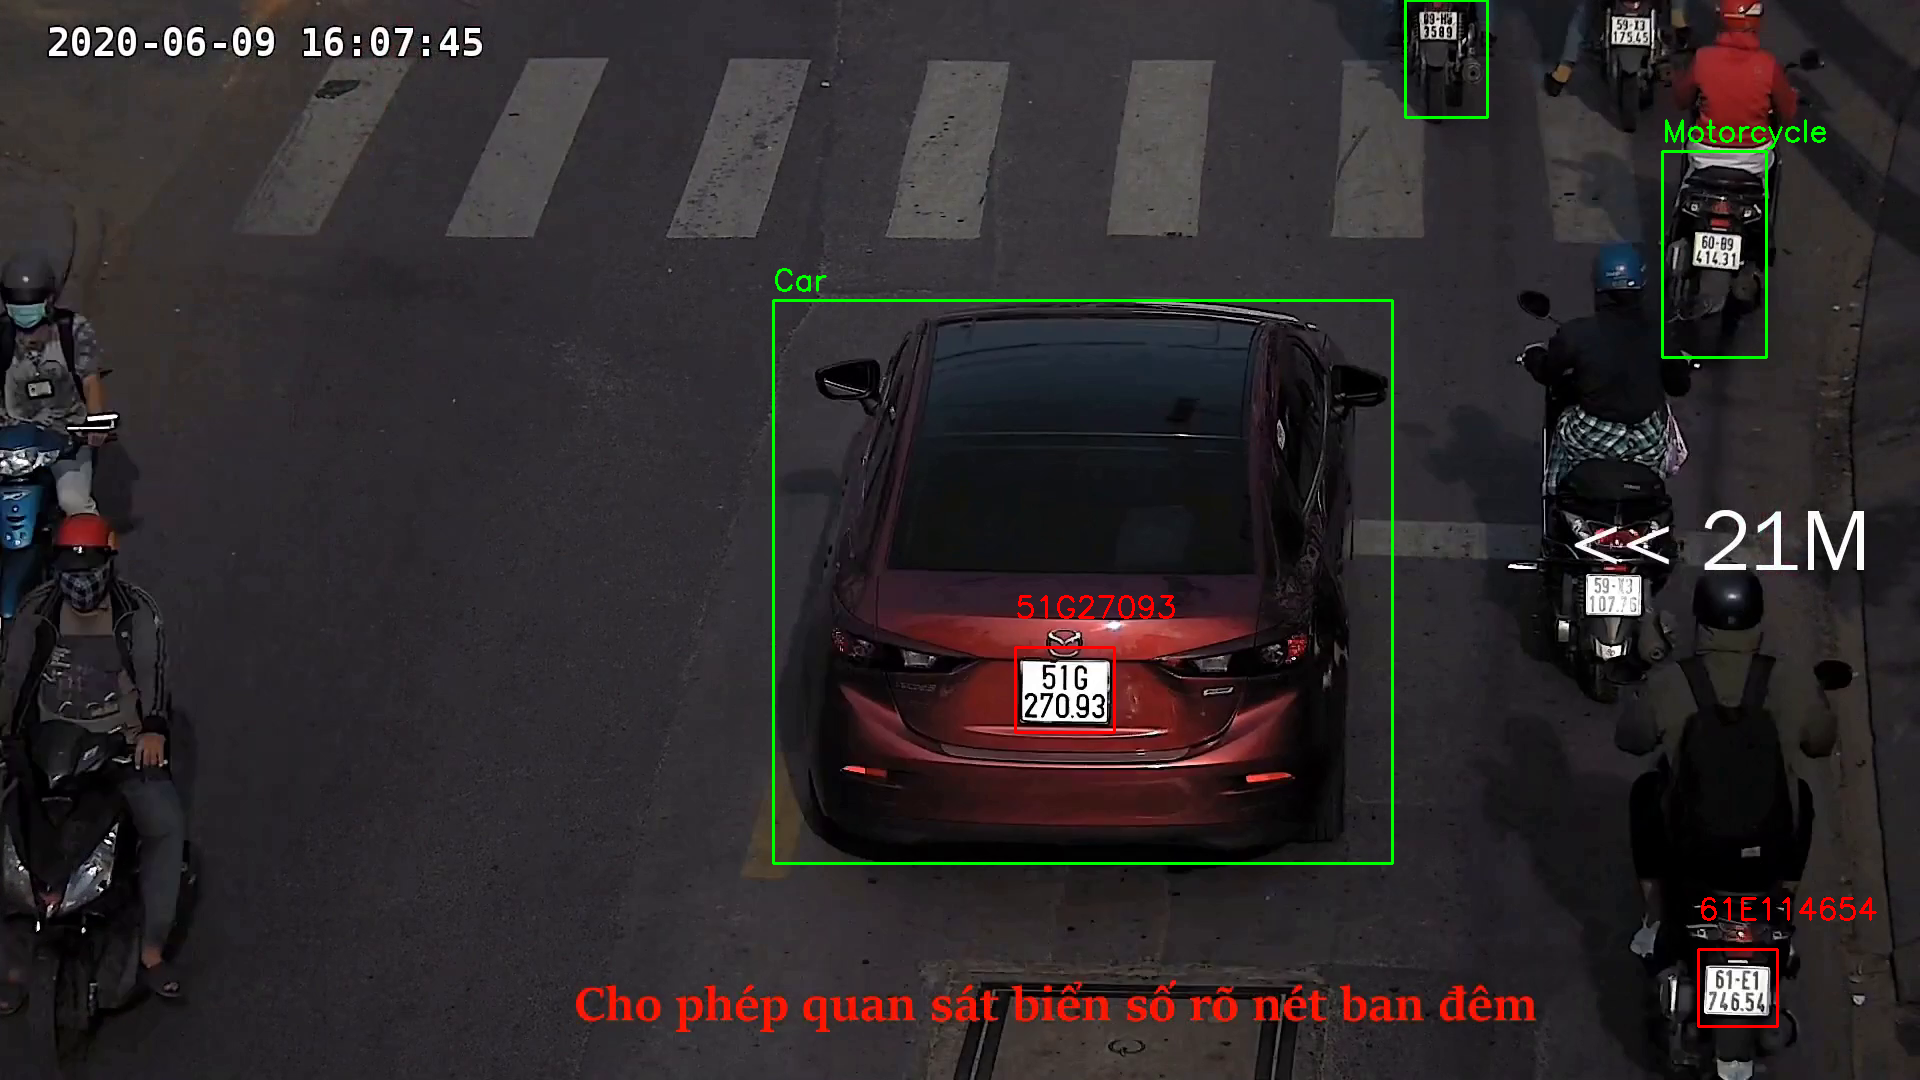 2020-06-09 16:07:45
3589
59-X3
175.45
Motorcycle
60-B9
414.31
Car
<< 21M
59-X3
107.76
51G27093
51G
270.93
61E114654
61-E1
746.54
Cho phép quan sát biển số rõ nét ban đêm